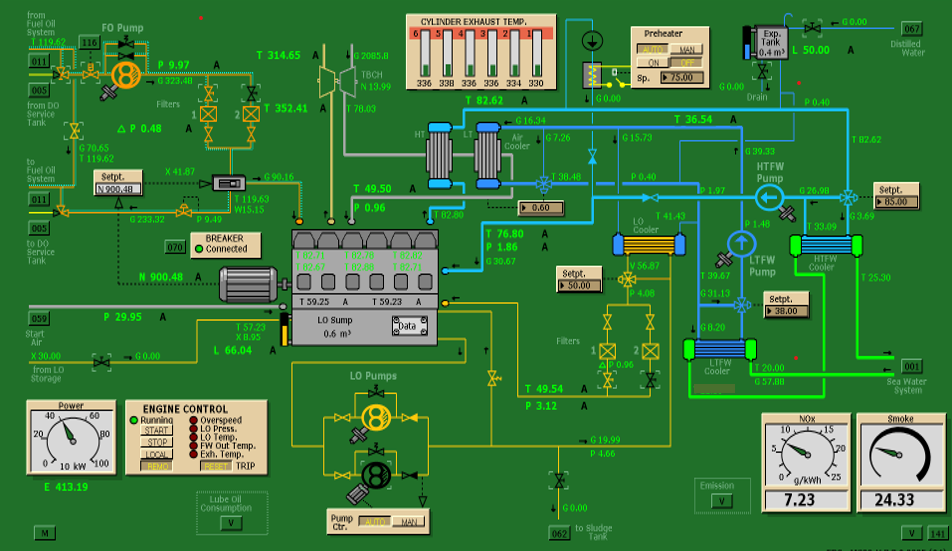 from
Fuel Oil
System
T 119.62
011
005
from DO
Service
Tank
116
FO Pump
P 9.97 A
G 323.48
Filters
1
2
△ P 0.48 A
G 70.65
T 119.62
to
Fuel Oil
System
011
005
to DO
Service
Tank
Setpt.
N 900.48
X 41.87
G 90.16
T 119.63
W15.15
G 233.32
P 9.49
070
BREAKER
Connected
N 900.48 A
059
Start
Air
P 29.95 A
X 30.00
from LO
Storage
G 0.00
T 57.23
X 8.95
L 66.04 A
T 314.65 A
G 2085.8
TBCH
N 13.99
T 352.41 A
T 78.03
CYLINDER EXHAUST TEMP.
6 5 4 3 2 1
336 338 336 336 334 330
T 82.62 A
HT
LT
Air
Cooler
G 16.34
T 49.50 A
P 0.96 A
T 82.80
0.60
T 38.48
G 7.26
G 15.73
T 76.80 A
P 1.86 A
G 30.67
T 59.25 A T 59.23 A
LO Sump
0.6 m³
Data
Preheater
AUTO MAN
ON OFF
Sp. 75.00
G 0.00
Exp.
Tank
0.4 m³
G 0.00
067
Distilled
Water
L 50.00 A
G 0.00
Drain
P 0.40
T 36.54 A
T 82.62
G 39.33
P 0.40
P 1.97
HTFW
Pump
G 26.98
Setpt.
85.00
G 3.69
T 33.09
HTFW
Cooler
T 41.43
LO
Cooler
V 56.87
Setpt.
50.00
P 4.08
P 1.48
LTFW
Pump
T 39.67
G 31.13
Setpt.
38.00
T 25.30
G 8.20
LTFW
Cooler
T 20.00
G 57.88
001
Sea Water
System
Filters
1
2
△ P 0.96
T 49.54 A
P 3.12 A
LO Pumps
G 19.99
P 4.66
G 0.00
062
to Sludge
Tank
Pump
Ctr.
AUTO MAN
Power
0 20 40 60 80 100
10 kW
E 413.19
ENGINE CONTROL
Running
START
STOP
LOCAL
REMO
Overspeed
LO Press.
LO Temp.
FW Out Temp.
Exh. Temp.
RESET TRIP
Lube Oil
Consumption
V
Emission
V
NOx
0 5 10 15 20 25
g/kWh
7.23
Smoke
24.33
M
V
141